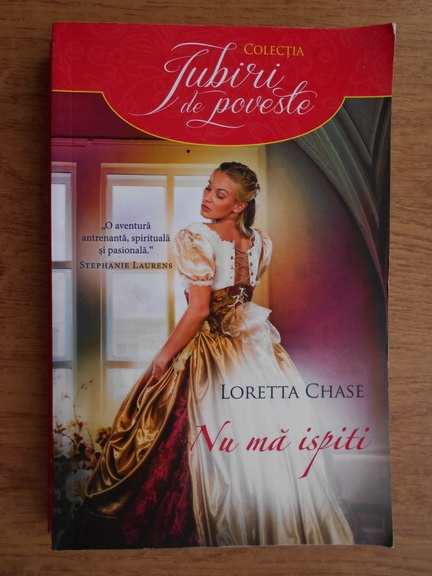 COLECȚIA
Iubiri
de poveste
„O aventură
antrenantă, spirituală
și pasională.“
STEPHANIE LAURENS
LORETTA CHASE
Nu mă ispiti